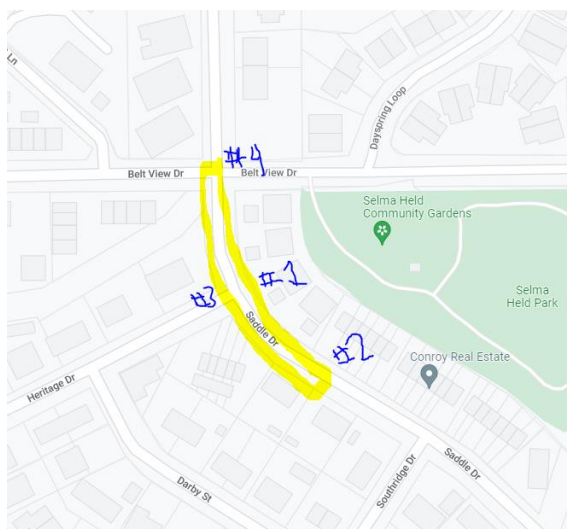 Ln
Dayspring Loop
#4
Belt View Dr
Belt View Dr
Selma Held
Community Gardens
#1
#3
Selma
Held Park
Saddle Dr
#2
Conroy Real Estate
Heritage Dr
Saddle Dr
Southridge Dr
Darby St